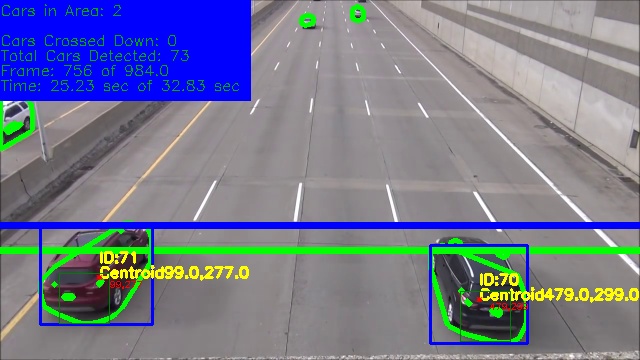 Cars in Area: 2
Cars Crossed Down: 0
Total Cars Detected: 73
Frame: 756 of 984.0
Time: 25.23 sec of 32.83 sec
ID:71
Centroid99.0,277.0
ID:70
Centroid479.0,299.0